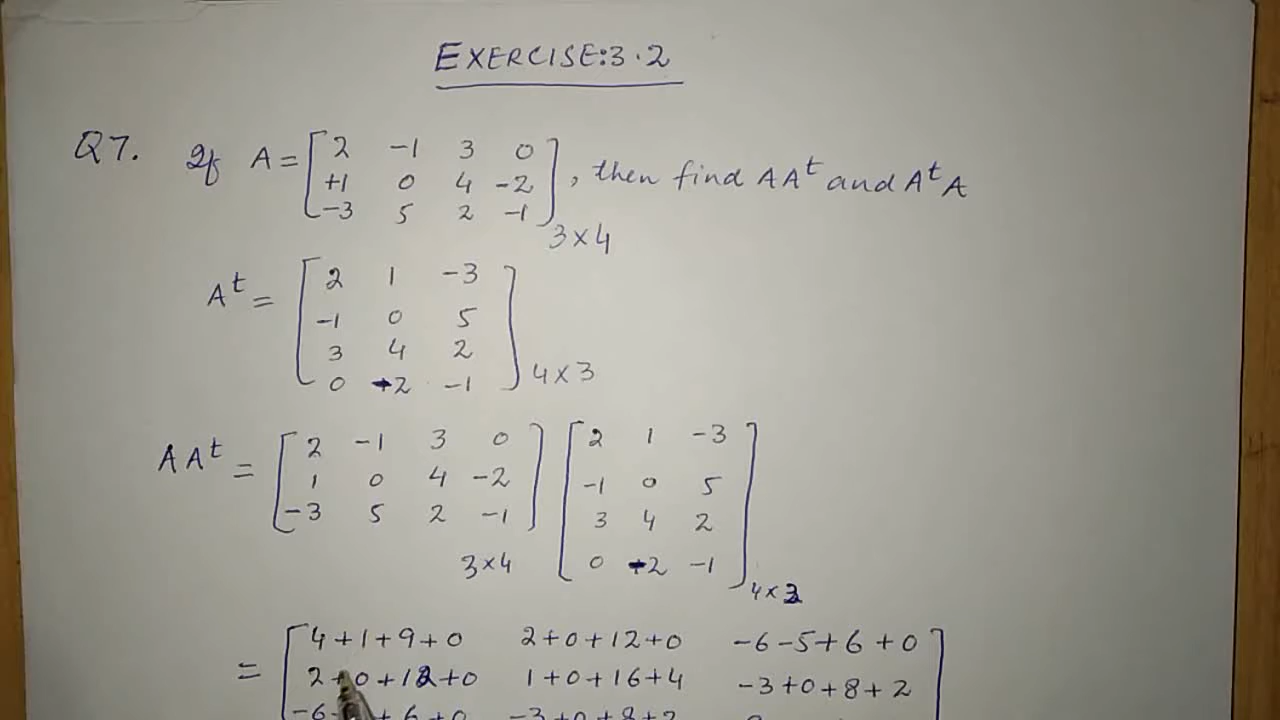 EXERCISE:3.2
Q7. If A = [2 -1 3 0
+1 0 4 -2
-3 5 2 -1] 3×4 , then find AAᵗ and AᵗA
Aᵗ = [2 1 -3
-1 0 5
3 4 2
0 -2 -1] 4×3
AAᵗ = [2 -1 3 0
1 0 4 -2
-3 5 2 -1] 3×4 [2 1 -3
-1 0 5
3 4 2
0 -2 -1] 4×3
= [4+1+9+0 2+0+12+0 -6-5+6+0
2+0+12+0 1+0+16+4 -3+0+8+2